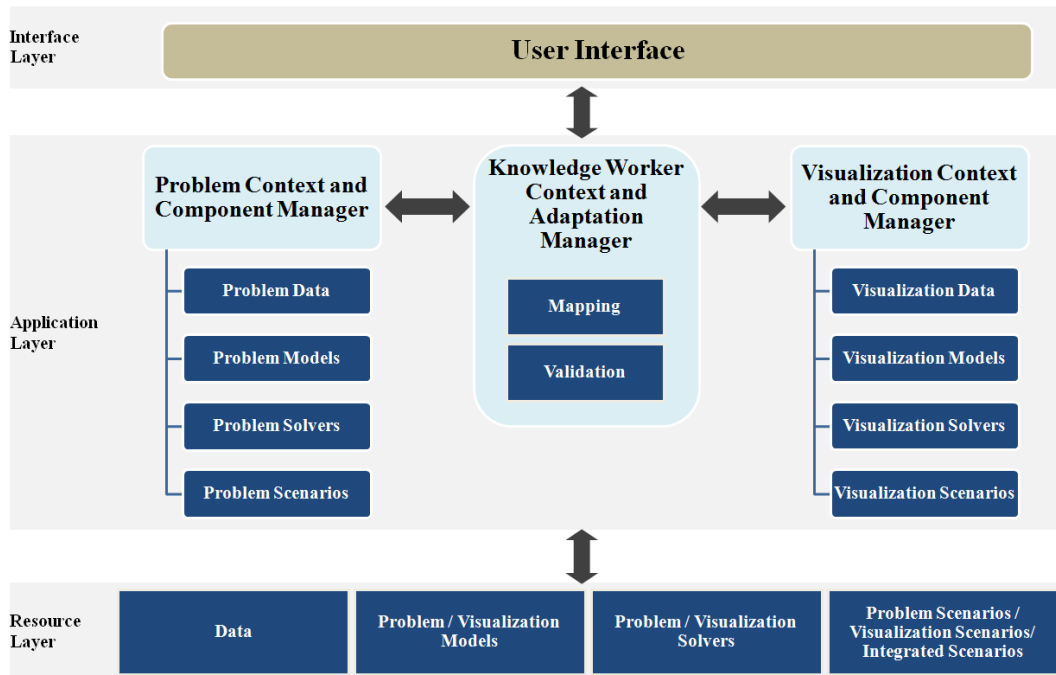 Interface
Layer
User Interface
Application
Layer
Problem Context and
Component Manager
Problem Data
Problem Models
Problem Solvers
Problem Scenarios
Knowledge Worker
Context and
Adaptation
Manager
Mapping
Validation
Visualization Context
and Component
Manager
Visualization Data
Visualization Models
Visualization Solvers
Visualization Scenarios
Resource
Layer
Data
Problem / Visualization
Models
Problem / Visualization
Solvers
Problem Scenarios /
Visualization Scenarios/
Integrated Scenarios